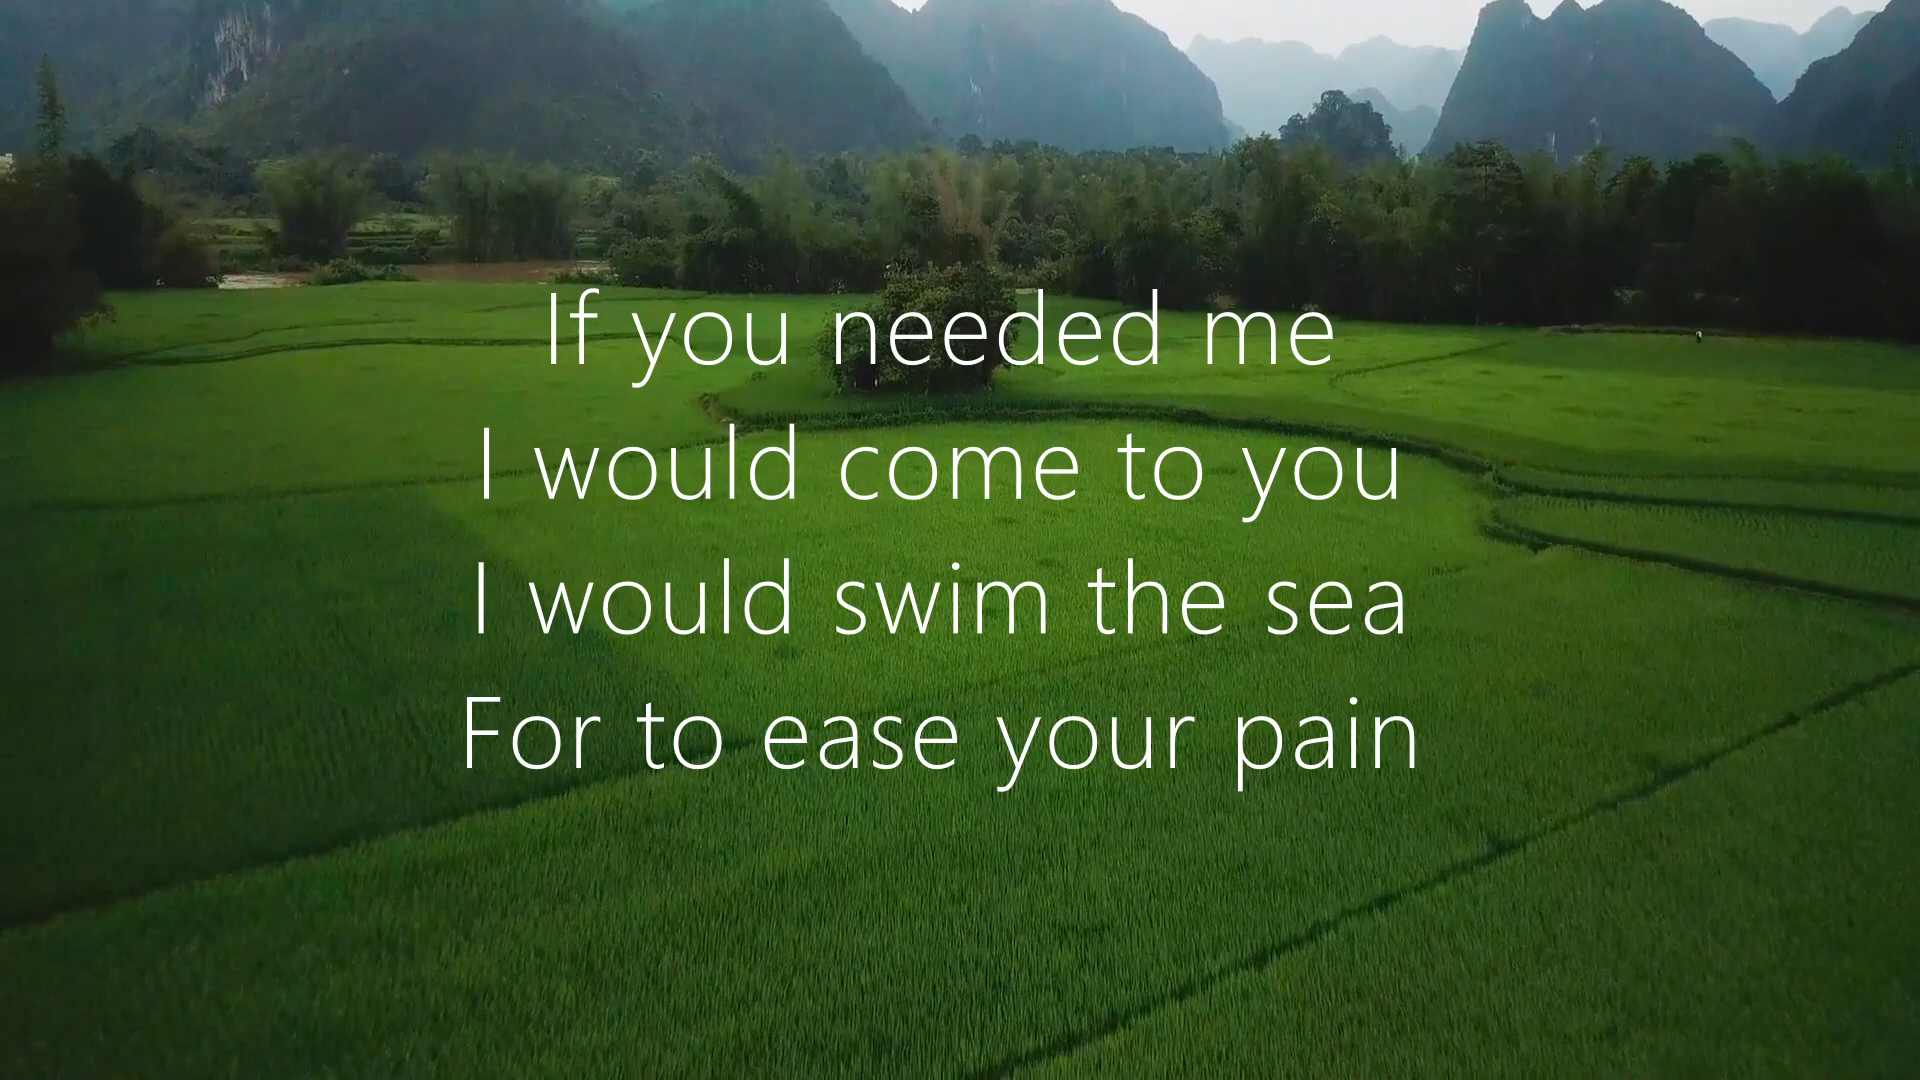 If you needed me
I would come to you
I would swim the sea
For to ease your pain